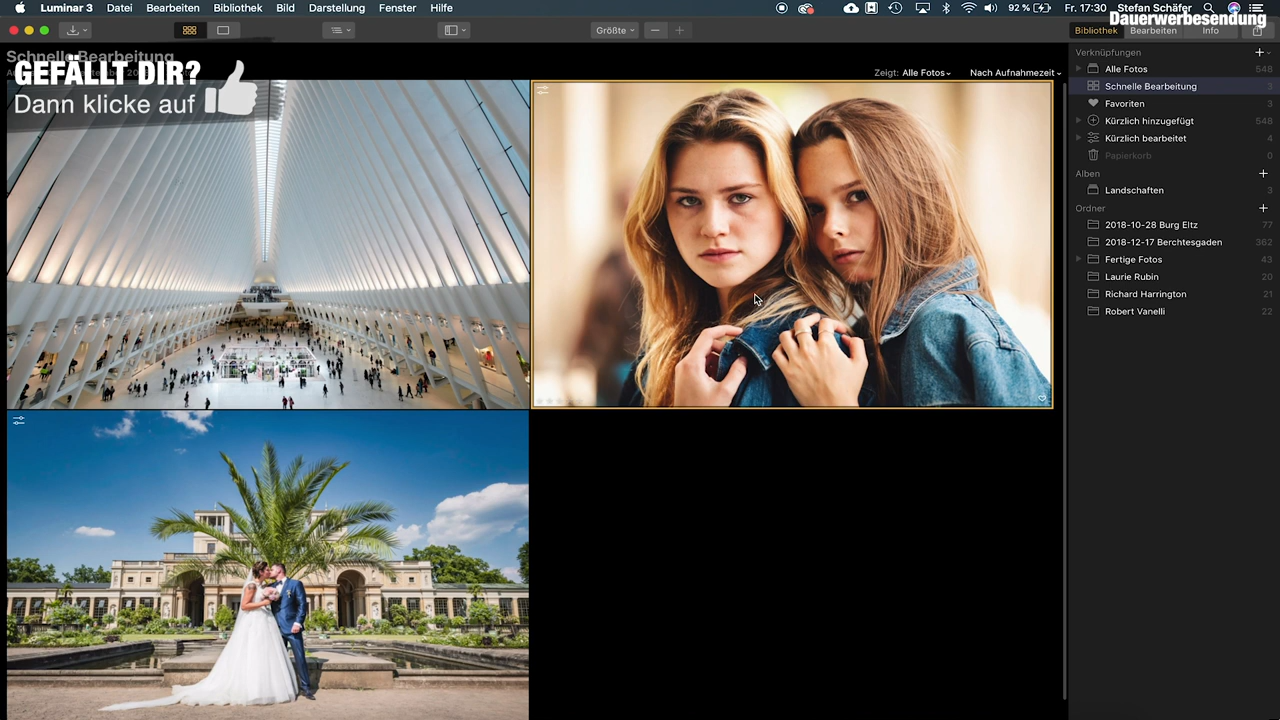 Luminar 3 Datei Bearbeiten Bibliothek Bild Darstellung Fenster Hilfe 92 % Fr. 17:30 Stefan Schäfer
Dauerwerbesendung
Größte
Bibliothek Bearbeiten Info
Schnelle Bearbeitung
GEFÄLLT DIR?
Dann klicke auf
Zeigt: Alle Fotos Nach Aufnahmezeit
Verknüpfungen
Alle Fotos 548
Schnelle Bearbeitung 3
Favoriten 3
Kürzlich hinzugefügt 548
Kürzlich bearbeitet 4
Papierkorb 0
Alben
Landschaften 3
Ordner
2018-10-28 Burg Eltz 77
2018-12-17 Berchtesgaden 362
Fertige Fotos 43
Laurie Rubin 20
Richard Harrington 21
Robert Vanelli 22